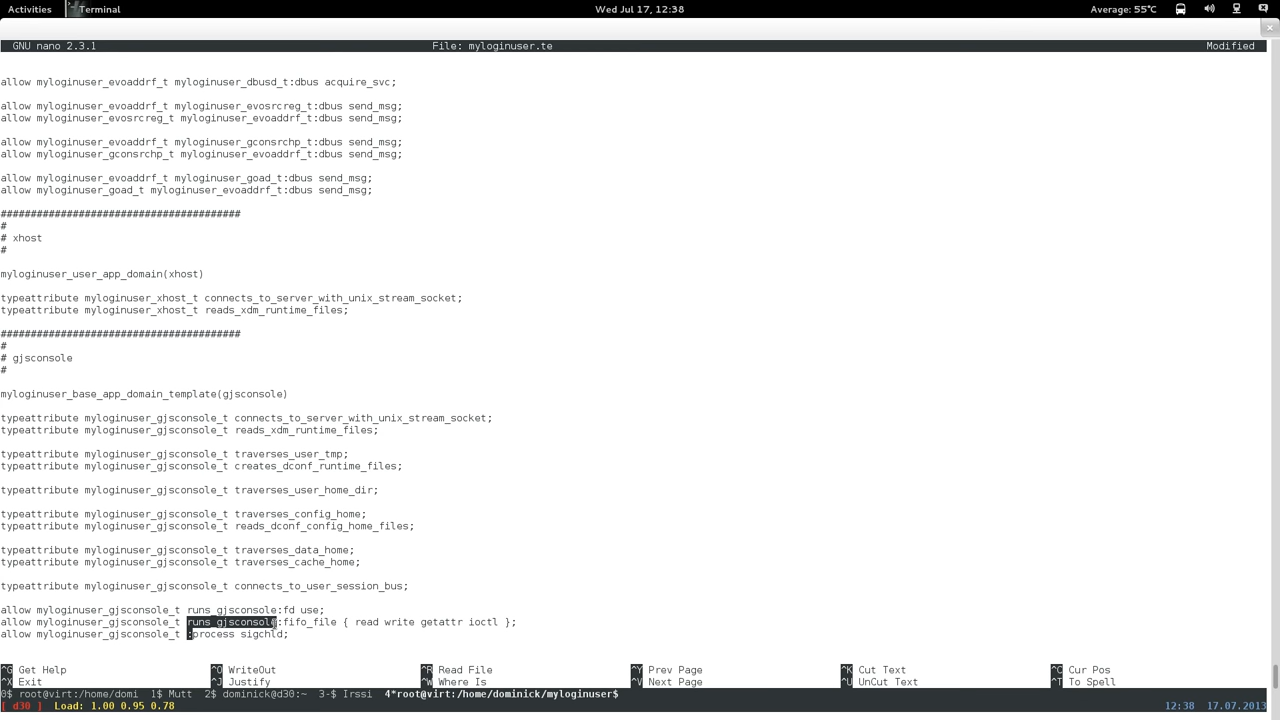 Activities Terminal Wed Jul 17, 12:38 Average: 55°C
GNU nano 2.3.1 File: myloginuser.te Modified
allow myloginuser_evoaddrf_t myloginuser_dbusd_t:dbus acquire_svc;
allow myloginuser_evoaddrf_t myloginuser_evosrcreg_t:dbus send_msg;
allow myloginuser_evosrcreg_t myloginuser_evoaddrf_t:dbus send_msg;
allow myloginuser_evoaddrf_t myloginuser_gconsrchp_t:dbus send_msg;
allow myloginuser_gconsrchp_t myloginuser_evoaddrf_t:dbus send_msg;
allow myloginuser_evoaddrf_t myloginuser_goad_t:dbus send_msg;
allow myloginuser_goad_t myloginuser_evoaddrf_t:dbus send_msg;
########################################
#
# xhost
#
myloginuser_user_app_domain(xhost)
typeattribute myloginuser_xhost_t connects_to_server_with_unix_stream_socket;
typeattribute myloginuser_xhost_t reads_xdm_runtime_files;
########################################
#
# gjsconsole
#
myloginuser_base_app_domain_template(gjsconsole)
typeattribute myloginuser_gjsconsole_t connects_to_server_with_unix_stream_socket;
typeattribute myloginuser_gjsconsole_t reads_xdm_runtime_files;
typeattribute myloginuser_gjsconsole_t traverses_user_tmp;
typeattribute myloginuser_gjsconsole_t creates_dconf_runtime_files;
typeattribute myloginuser_gjsconsole_t traverses_user_home_dir;
typeattribute myloginuser_gjsconsole_t traverses_config_home;
typeattribute myloginuser_gjsconsole_t reads_dconf_config_home_files;
typeattribute myloginuser_gjsconsole_t traverses_data_home;
typeattribute myloginuser_gjsconsole_t traverses_cache_home;
typeattribute myloginuser_gjsconsole_t connects_to_user_session_bus;
allow myloginuser_gjsconsole_t runs_gjsconsole:fd use;
allow myloginuser_gjsconsole_t runs_gjsconsole:fifo_file { read write getattr ioctl };
allow myloginuser_gjsconsole_t :process sigchld;
^G Get Help ^O WriteOut ^R Read File ^Y Prev Page ^K Cut Text ^C Cur Pos
^X Exit ^J Justify ^W Where Is ^V Next Page ^U UnCut Text ^T To Spell
0$ root@virt:/home/domi 1$ Mutt 2$ dominick@d30:~ 3-$ Irssi 4*root@virt:/home/dominick/myloginuser$
[ d30 ] Load: 1.00 0.95 0.78 12:38 17.07.2013